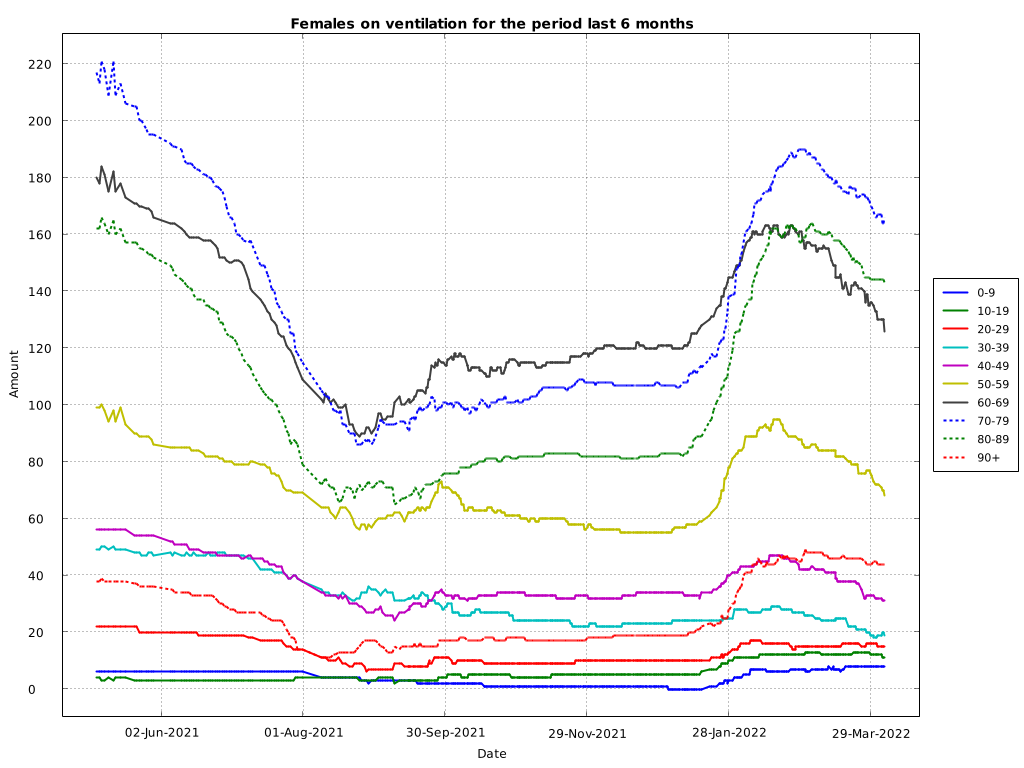 Females on ventilation for the period last 6 months
220
200
180
160
140
120
100
80
60
40
20
0
Amount
02-Jun-2021
01-Aug-2021
30-Sep-2021
29-Nov-2021
28-Jan-2022
29-Mar-2022
Date
0-9
10-19
20-29
30-39
40-49
50-59
60-69
70-79
80-89
90+